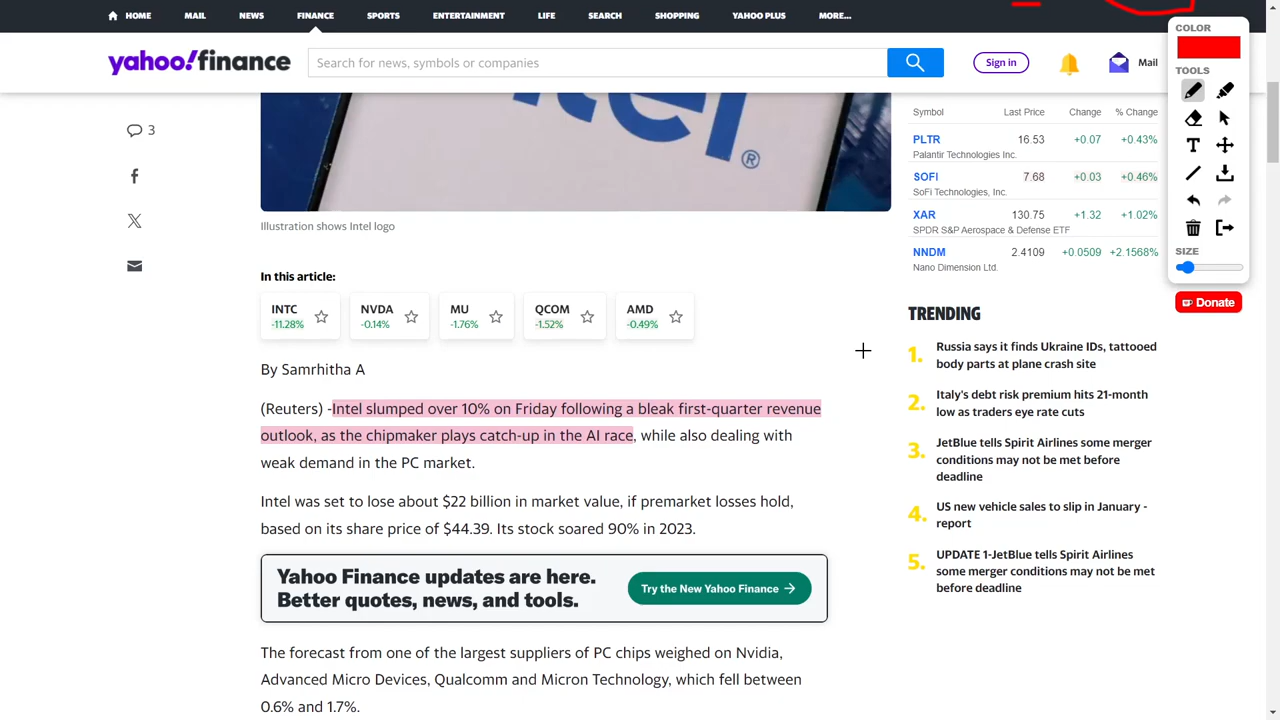 HOME MAIL NEWS FINANCE SPORTS ENTERTAINMENT LIFE SEARCH SHOPPING YAHOO PLUS MORE...
yahoo!finance
Search for news, symbols or companies
Sign in
Mail
COLOR
TOOLS
SIZE
Donate
3
intel
®
Illustration shows Intel logo
In this article:
INTC
-11.28%
NVDA
-0.14%
MU
-1.76%
QCOM
-1.52%
AMD
-0.49%
By Samrhitha A
(Reuters) -Intel slumped over 10% on Friday following a bleak first-quarter revenue
outlook, as the chipmaker plays catch-up in the AI race, while also dealing with
weak demand in the PC market.
Intel was set to lose about $22 billion in market value, if premarket losses hold,
based on its share price of $44.39. Its stock soared 90% in 2023.
Yahoo Finance updates are here.
Better quotes, news, and tools.
Try the New Yahoo Finance
The forecast from one of the largest suppliers of PC chips weighed on Nvidia,
Advanced Micro Devices, Qualcomm and Micron Technology, which fell between
0.6% and 1.7%.
Symbol Last Price Change % Change
PLTR 16.53 +0.07 +0.43%
Palantir Technologies Inc.
SOFI 7.68 +0.03 +0.46%
SoFi Technologies, Inc.
XAR 130.75 +1.32 +1.02%
SPDR S&P Aerospace & Defense ETF
NNDM 2.4109 +0.0509 +2.1568%
Nano Dimension Ltd.
TRENDING
1. Russia says it finds Ukraine IDs, tattooed
body parts at plane crash site
2. Italy's debt risk premium hits 21-month
low as traders eye rate cuts
3. JetBlue tells Spirit Airlines some merger
conditions may not be met before
deadline
4. US new vehicle sales to slip in January -
report
5. UPDATE 1-JetBlue tells Spirit Airlines
some merger conditions may not be met
before deadline